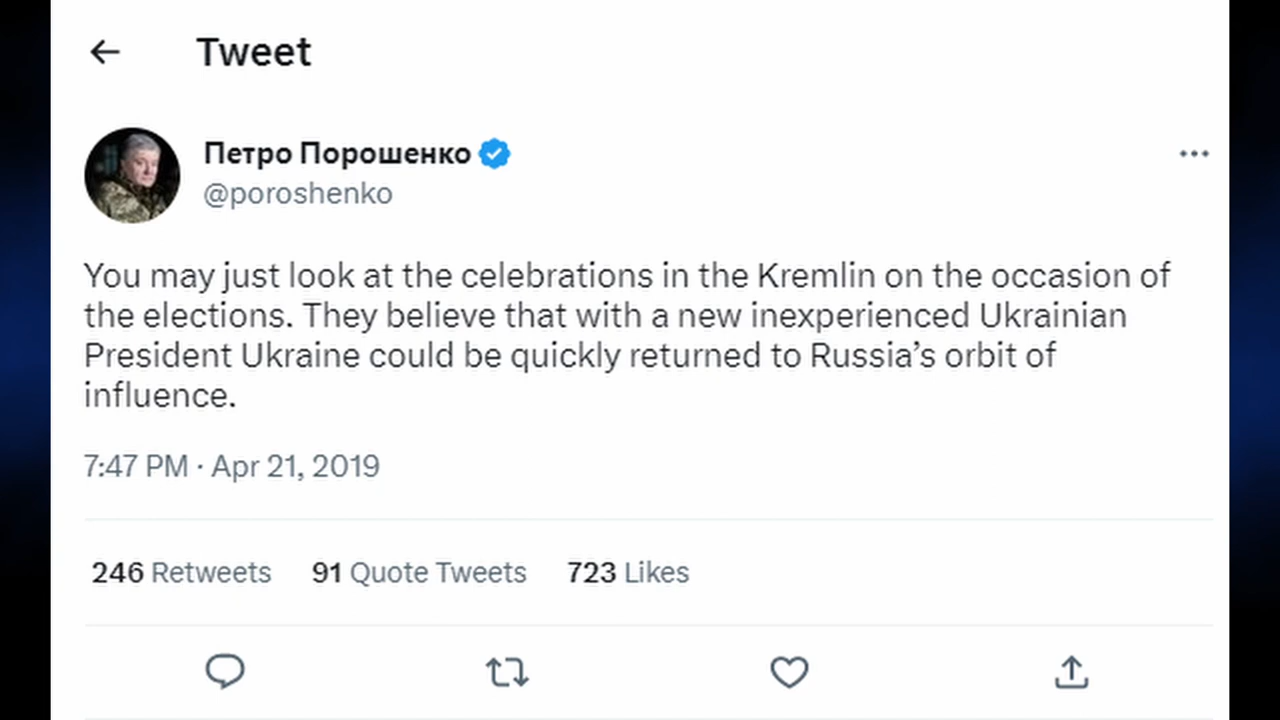 Tweet
Петро Порошенко
@poroshenko
You may just look at the celebrations in the Kremlin on the occasion of
the elections. They believe that with a new inexperienced Ukrainian
President Ukraine could be quickly returned to Russia’s orbit of
influence.
7:47 PM · Apr 21, 2019
246 Retweets 91 Quote Tweets 723 Likes